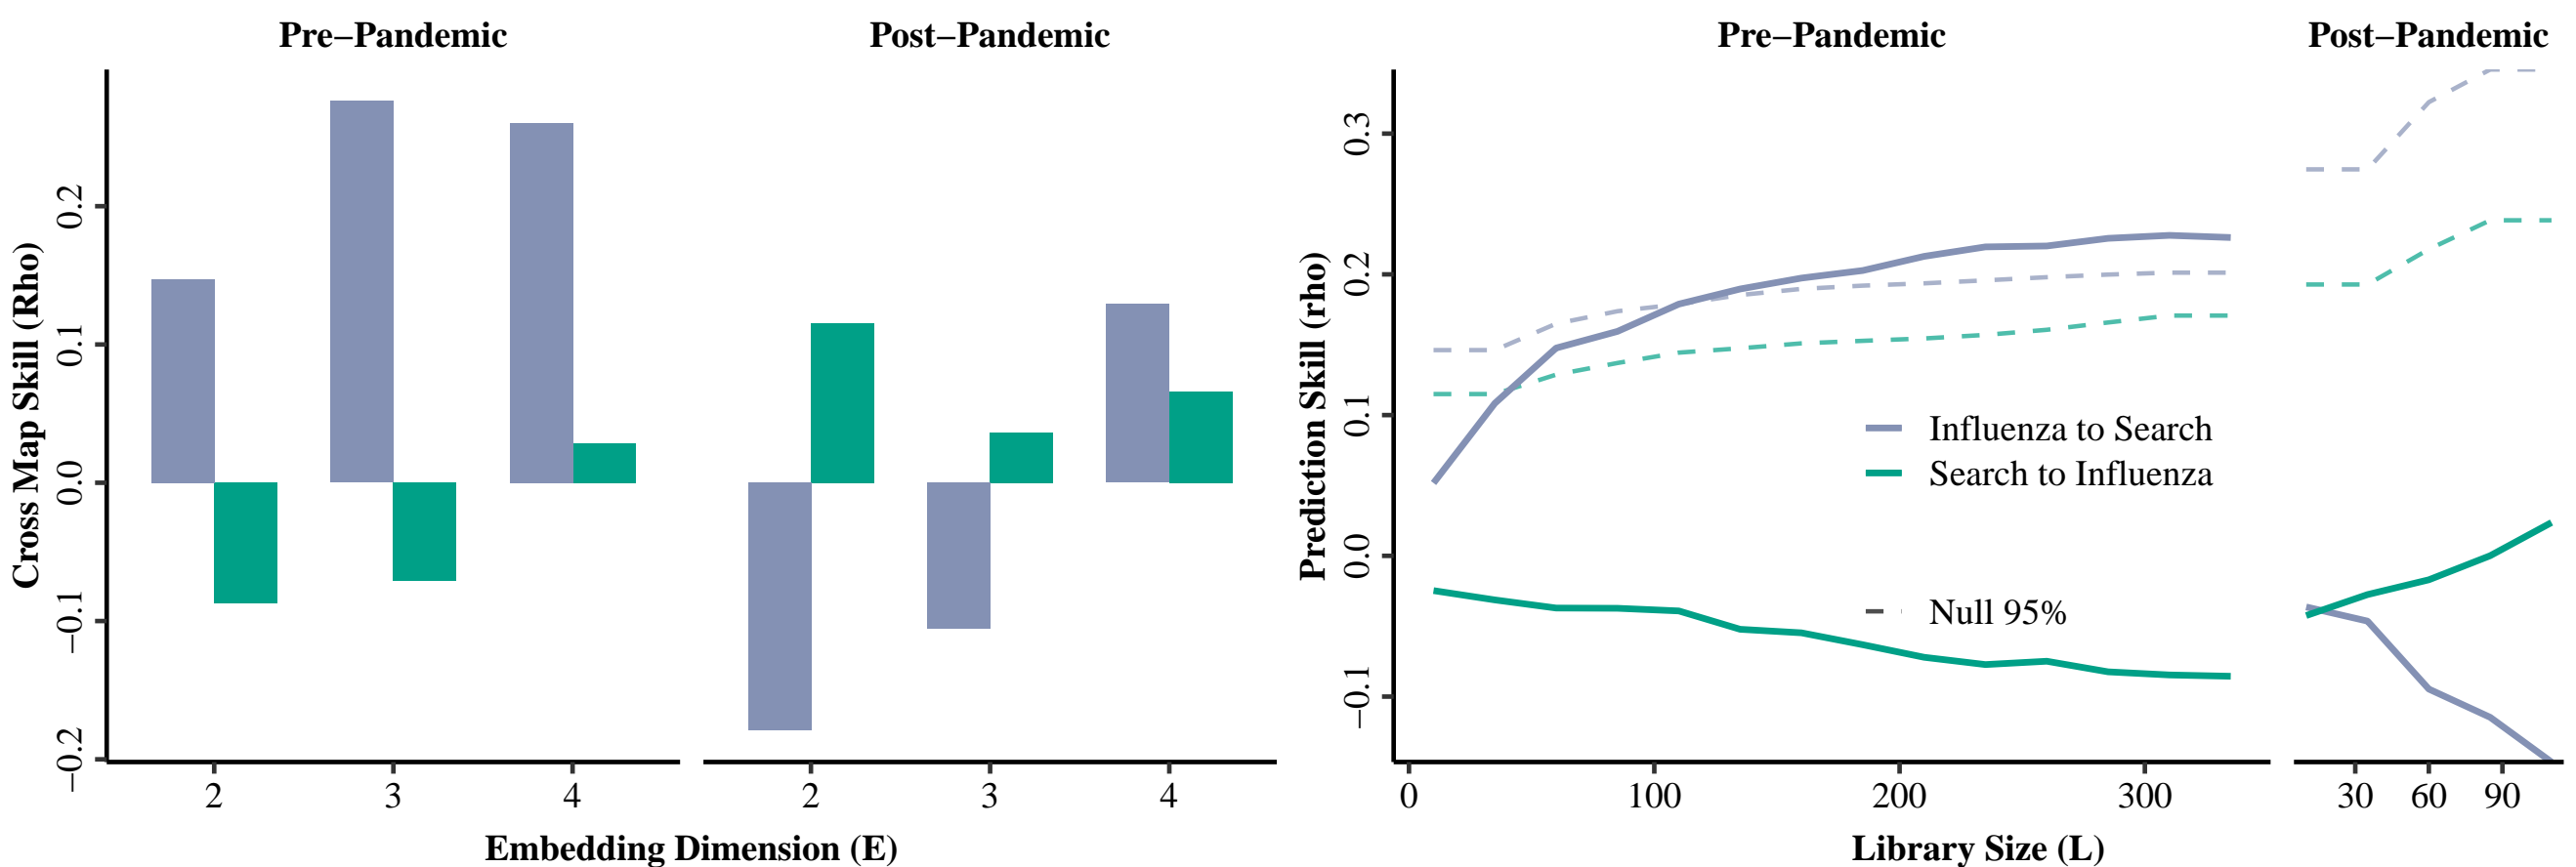 Pre−Pandemic
Post−Pandemic
Cross Map Skill (Rho)
0.2
0.1
0.0
−0.1
−0.2
2
3
4
2
3
4
Embedding Dimension (E)
Pre−Pandemic
Post−Pandemic
Prediction Skill (rho)
0.3
0.2
0.1
0.0
−0.1
Influenza to Search
Search to Influenza
Null 95%
0
100
200
300
30
60
90
Library Size (L)